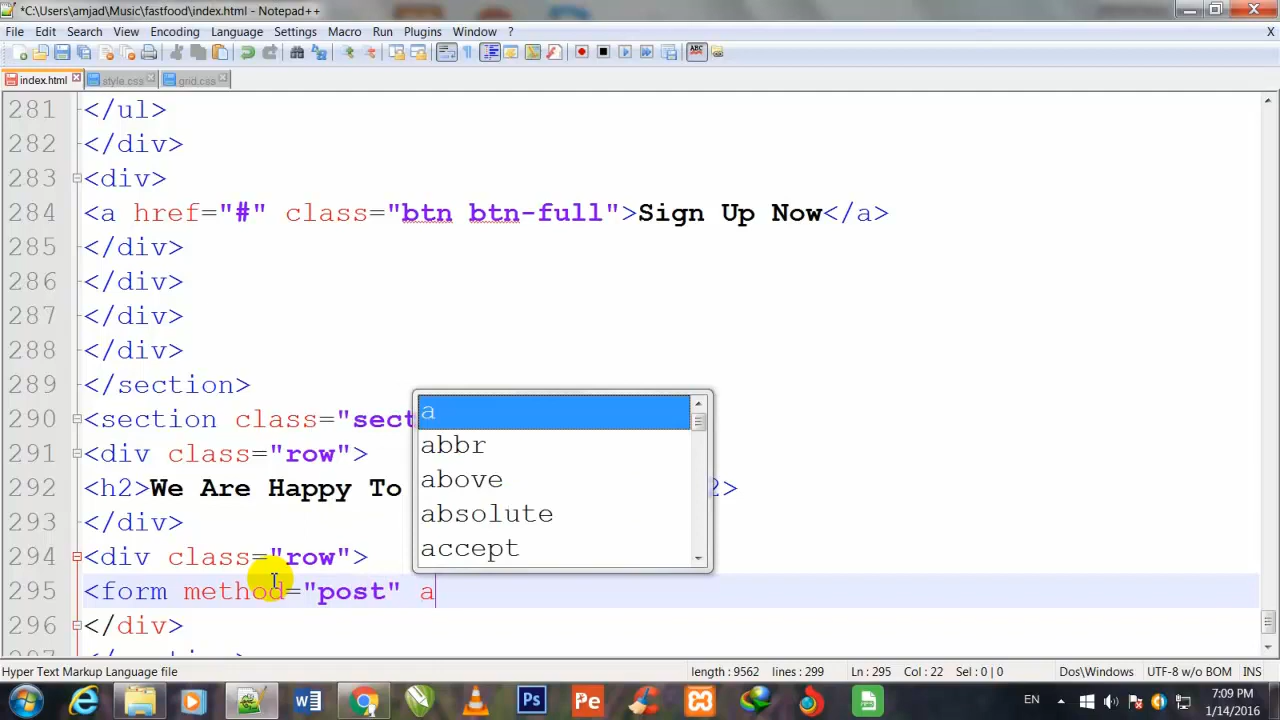 *C:\Users\amjad\Music\fastfood\index.html - Notepad++
File Edit Search View Encoding Language Settings Macro Run Plugins Window ? X
index.html style.css grid.css
281 </ul>
282 </div>
283 <div>
284 <a href="#" class="btn btn-full">Sign Up Now</a>
285 </div>
286 </div>
287 </div>
288 </div>
289 </section>
290 <section class="sect
291 <div class="row">
292 <h2>We Are Happy To 2>
293 </div>
294 <div class="row">
295 <form method="post" a
296 </div>
a
abbr
above
absolute
accept
Hyper Text Markup Language file length : 9562 lines : 299 Ln : 295 Col : 22 Sel : 0 | 0 Dos\Windows UTF-8 w/o BOM INS
W Ps Pe EN 7:09 PM
1/14/2016